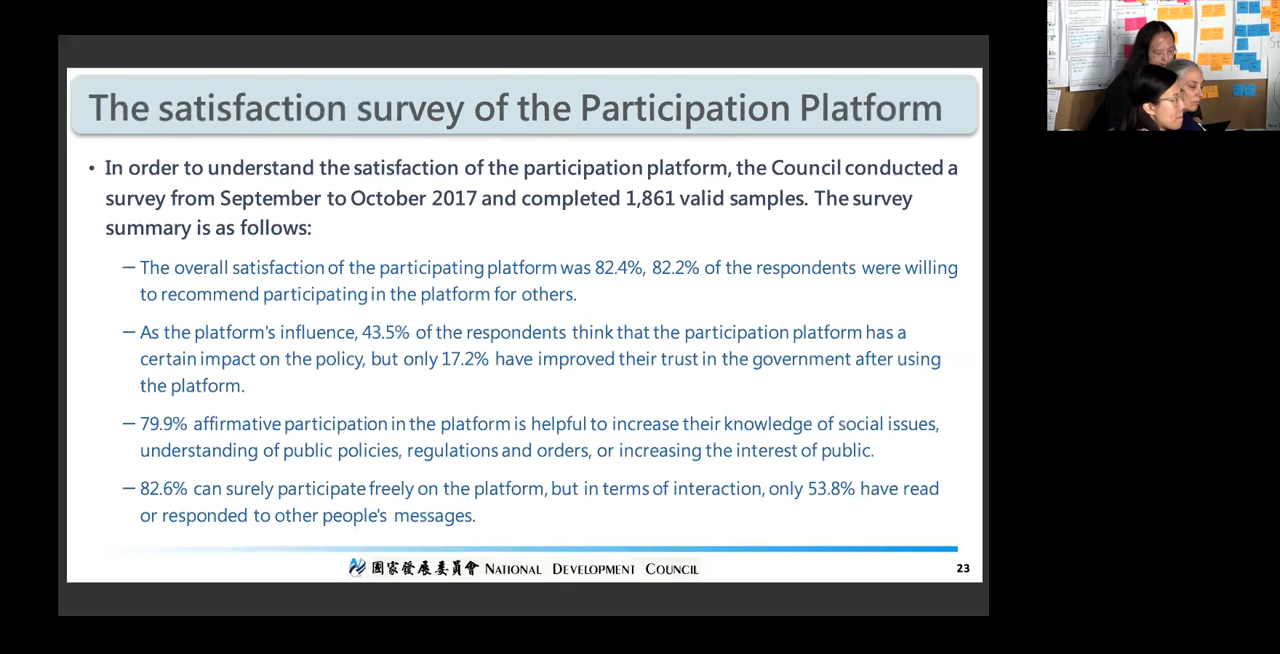 The satisfaction survey of the Participation Platform
• In order to understand the satisfaction of the participation platform, the Council conducted a
survey from September to October 2017 and completed 1,861 valid samples. The survey
summary is as follows:
– The overall satisfaction of the participating platform was 82.4%, 82.2% of the respondents were willing
to recommend participating in the platform for others.
– As the platform's influence, 43.5% of the respondents think that the participation platform has a
certain impact on the policy, but only 17.2% have improved their trust in the government after using
the platform.
– 79.9% affirmative participation in the platform is helpful to increase their knowledge of social issues,
understanding of public policies, regulations and orders, or increasing the interest of public.
– 82.6% can surely participate freely on the platform, but in terms of interaction, only 53.8% have read
or responded to other people's messages.
國家發展委員會 NATIONAL DEVELOPMENT COUNCIL
23